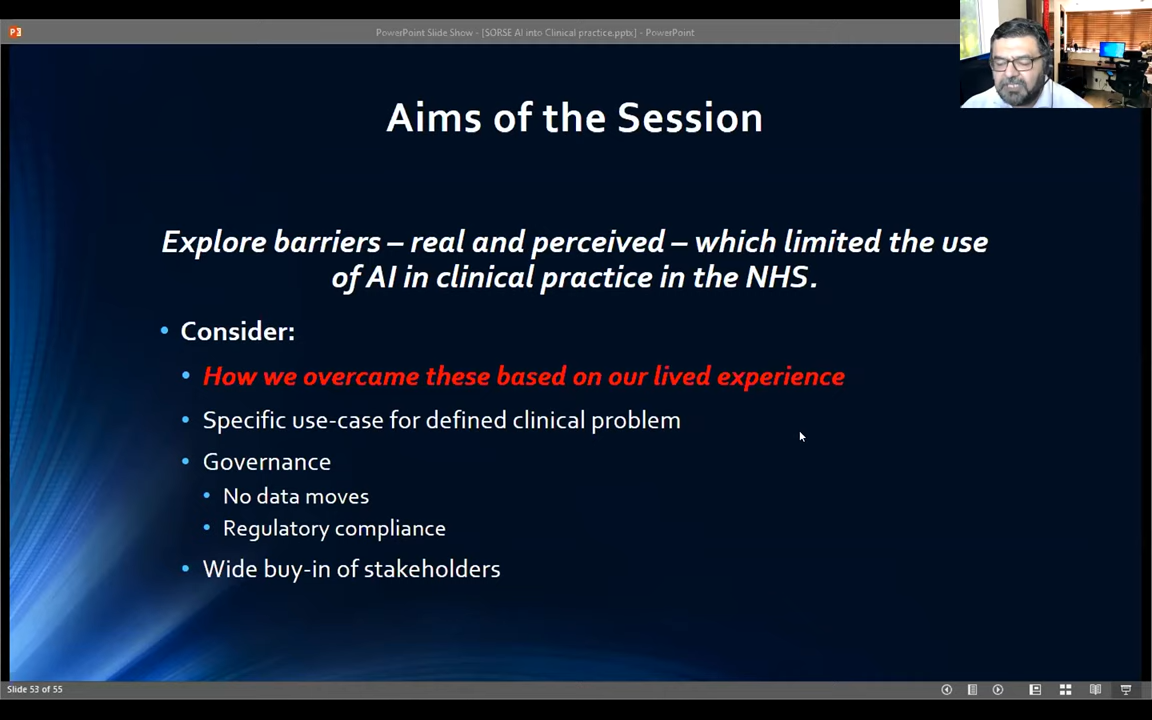 PowerPoint Slide Show - [SORSE AI into Clinical practice.pptx] - PowerPoint
Aims of the Session
Explore barriers – real and perceived – which limited the use
of AI in clinical practice in the NHS.
• Consider:
• How we overcame these based on our lived experience
• Specific use-case for defined clinical problem
• Governance
• No data moves
• Regulatory compliance
• Wide buy-in of stakeholders
Slide 53 of 55